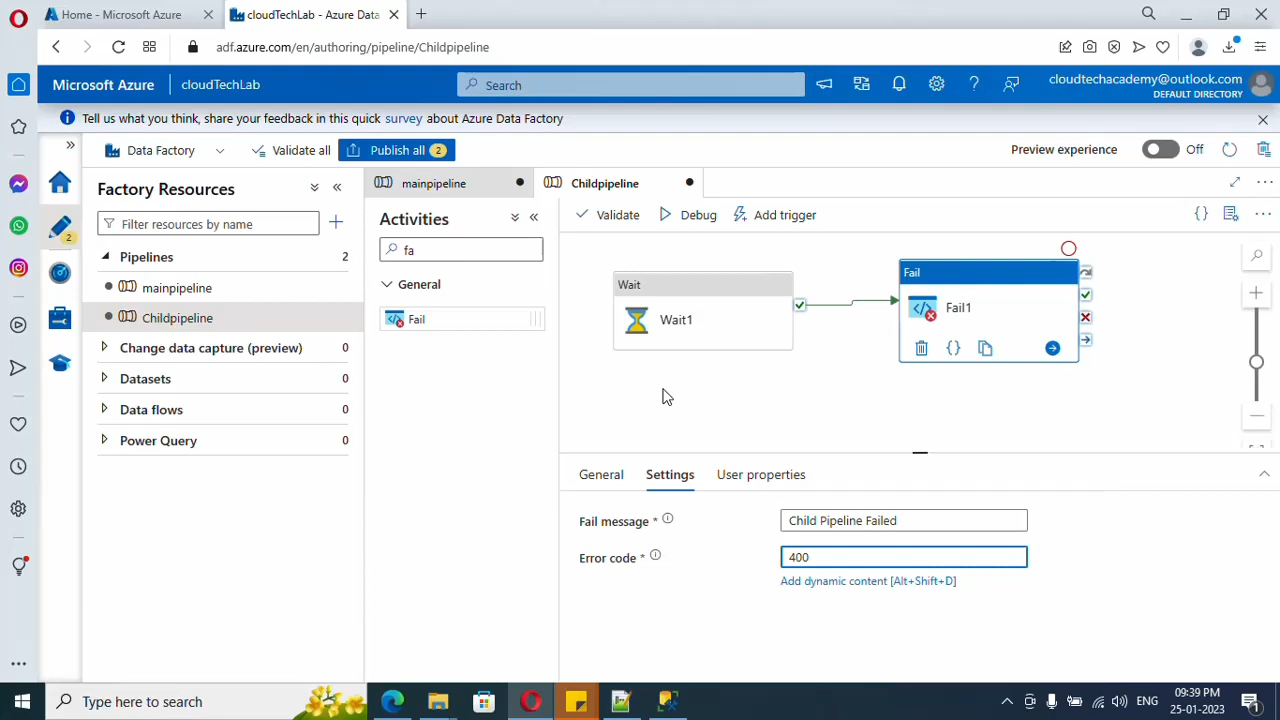 Home - Microsoft Azure
cloudTechLab - Azure Data
adf.azure.com/en/authoring/pipeline/Childpipeline
Microsoft Azure
cloudTechLab
Search
cloudtechacademy@outlook.com
DEFAULT DIRECTORY
Tell us what you think, share your feedback in this quick survey about Azure Data Factory
Data Factory
Validate all
Publish all 2
Preview experience
Off
Factory Resources
Filter resources by name
2
Pipelines 2
mainpipeline
Childpipeline
Change data capture (preview) 0
Datasets 0
Data flows 0
Power Query 0
mainpipeline
Childpipeline
Activities
fa
General
Fail
Validate
Debug
Add trigger
Wait
Wait1
Fail
Fail1
General
Settings
User properties
Fail message *
Child Pipeline Failed
Error code *
400
Add dynamic content [Alt+Shift+D]
Type here to search
ENG
09:39 PM
25-01-2023
1